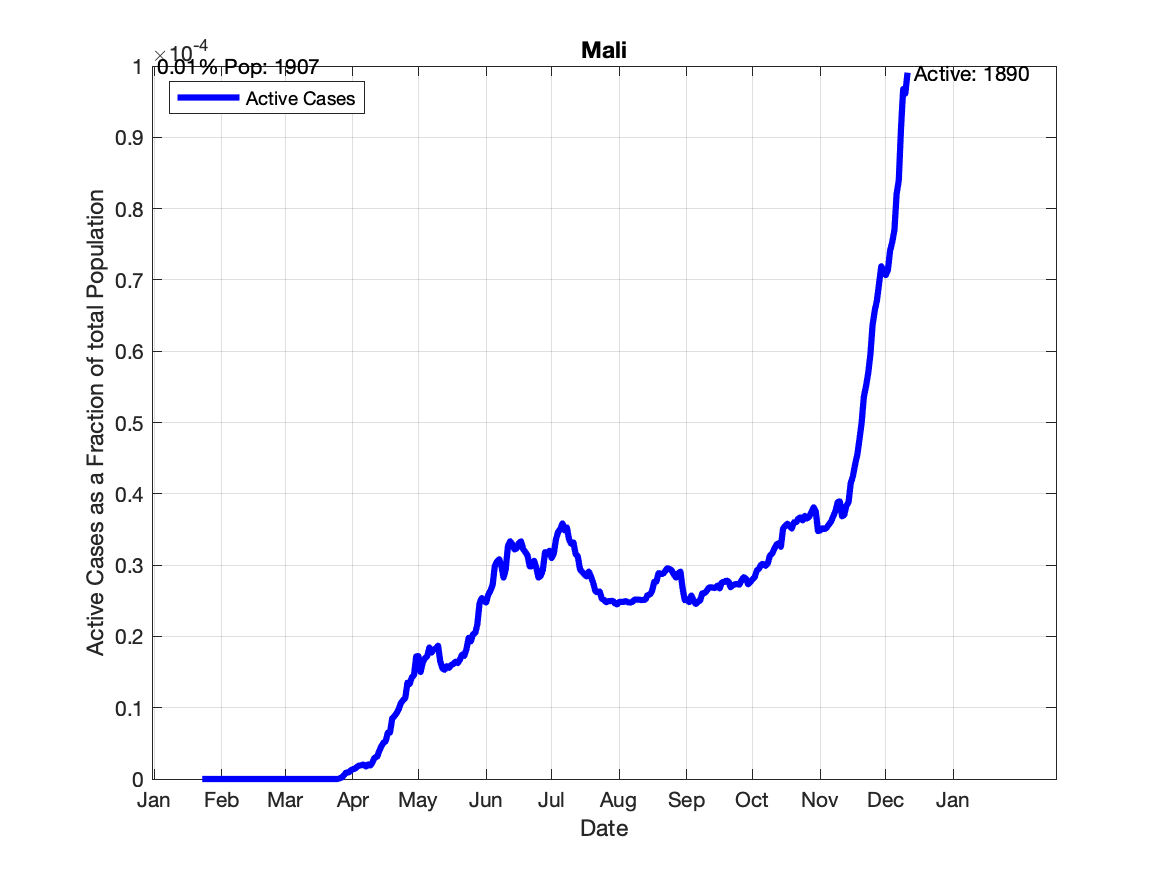 Mali
×10-4
0.01% Pop: 1907
Active: 1890
Active Cases
1
0.9
0.8
0.7
0.6
0.5
0.4
0.3
0.2
0.1
0
Active Cases as a Fraction of total Population
Jan Feb Mar Apr May Jun Jul Aug Sep Oct Nov Dec Jan
Date